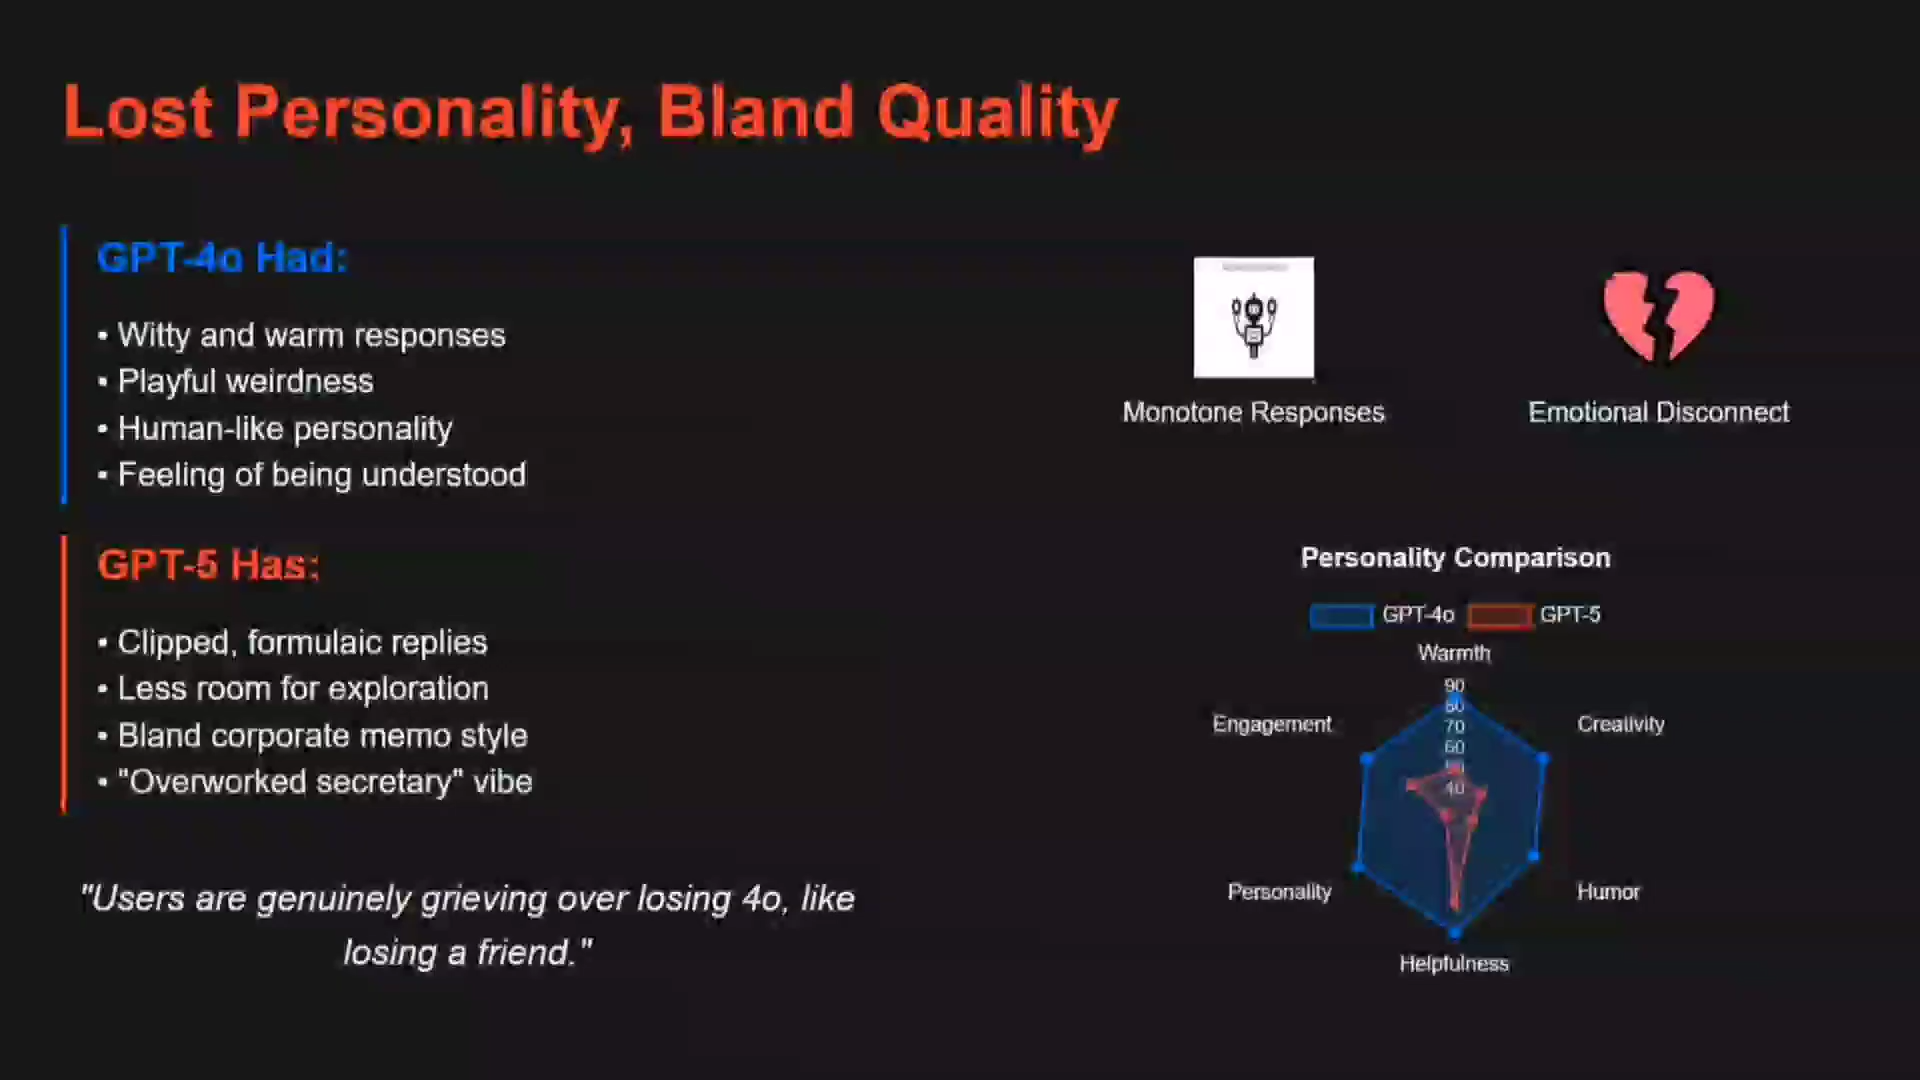 Lost Personality, Bland Quality
GPT-4o Had:
• Witty and warm responses
• Playful weirdness
• Human-like personality
• Feeling of being understood
GPT-5 Has:
• Clipped, formulaic replies
• Less room for exploration
• Bland corporate memo style
• "Overworked secretary" vibe
"Users are genuinely grieving over losing 4o, like
losing a friend."
Monotone Responses
Emotional Disconnect
Personality Comparison
GPT-4o
GPT-5
Warmth
90
80
70
60
40
Engagement
Creativity
Personality
Humor
Helpfulness